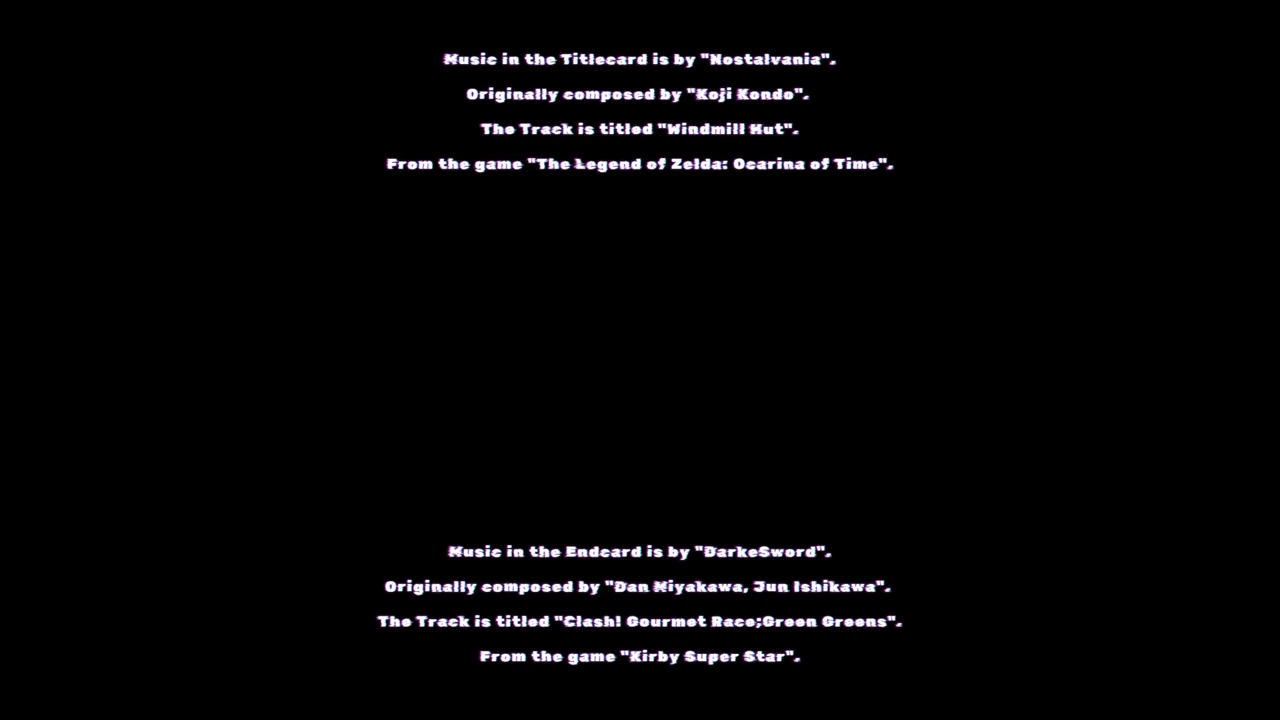 Music in the Titlecard is by "Nostalvania".
Originally composed by "Koji Kondo".
The Track is titled "Windmill Hut".
From the game "The Legend of Zelda: Ocarina of Time".
Music in the Endcard is by "DarkeSword".
Originally composed by "Dan Miyakawa, Jun Ishikawa".
The Track is titled "Clash! Gourmet Race;Green Greens".
From the game "Kirby Super Star".